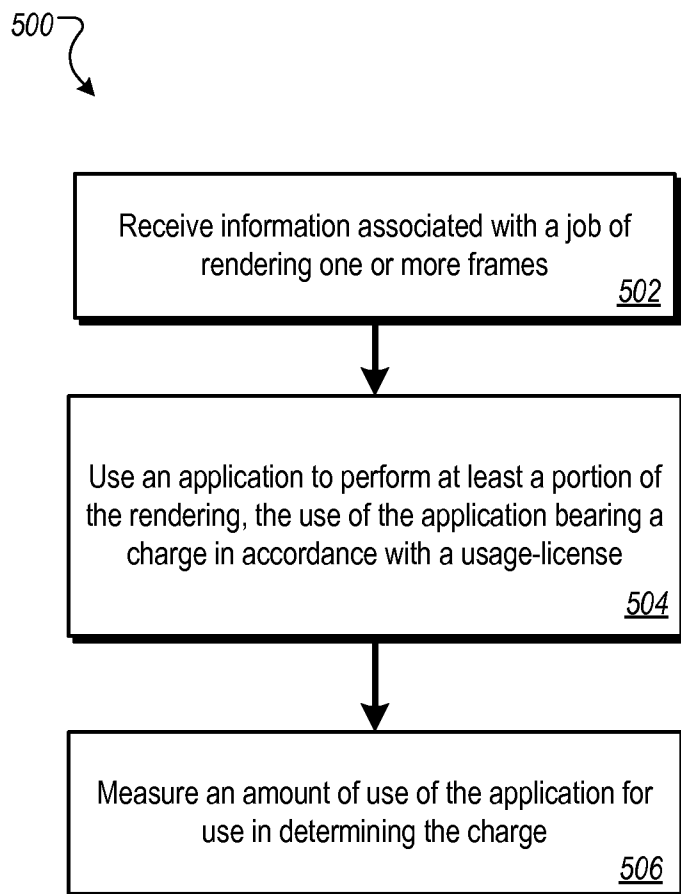 500
Receive information associated with a job of
rendering one or more frames
502
Use an application to perform at least a portion of
the rendering, the use of the application bearing a
charge in accordance with a usage-license
504
Measure an amount of use of the application for
use in determining the charge
506